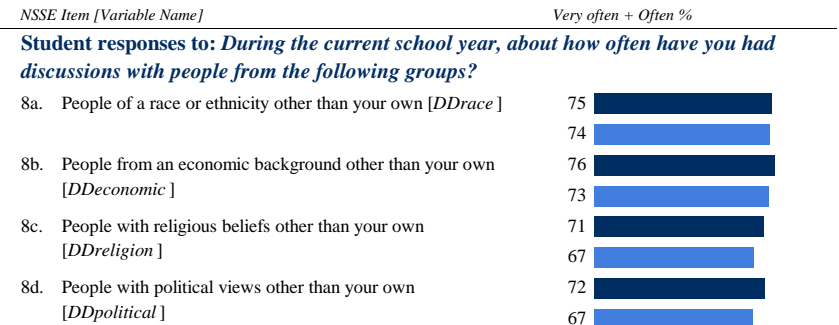 NSSE Item [Variable Name] Very often + Often %
Student responses to: During the current school year, about how often have you had
discussions with people from the following groups?
8a. People of a race or ethnicity other than your own [DDrace ] 75
74
8b. People from an economic background other than your own 76
[DDeconomic ] 73
8c. People with religious beliefs other than your own 71
[DDreligion ] 67
8d. People with political views other than your own 72
[DDpolitical ] 67